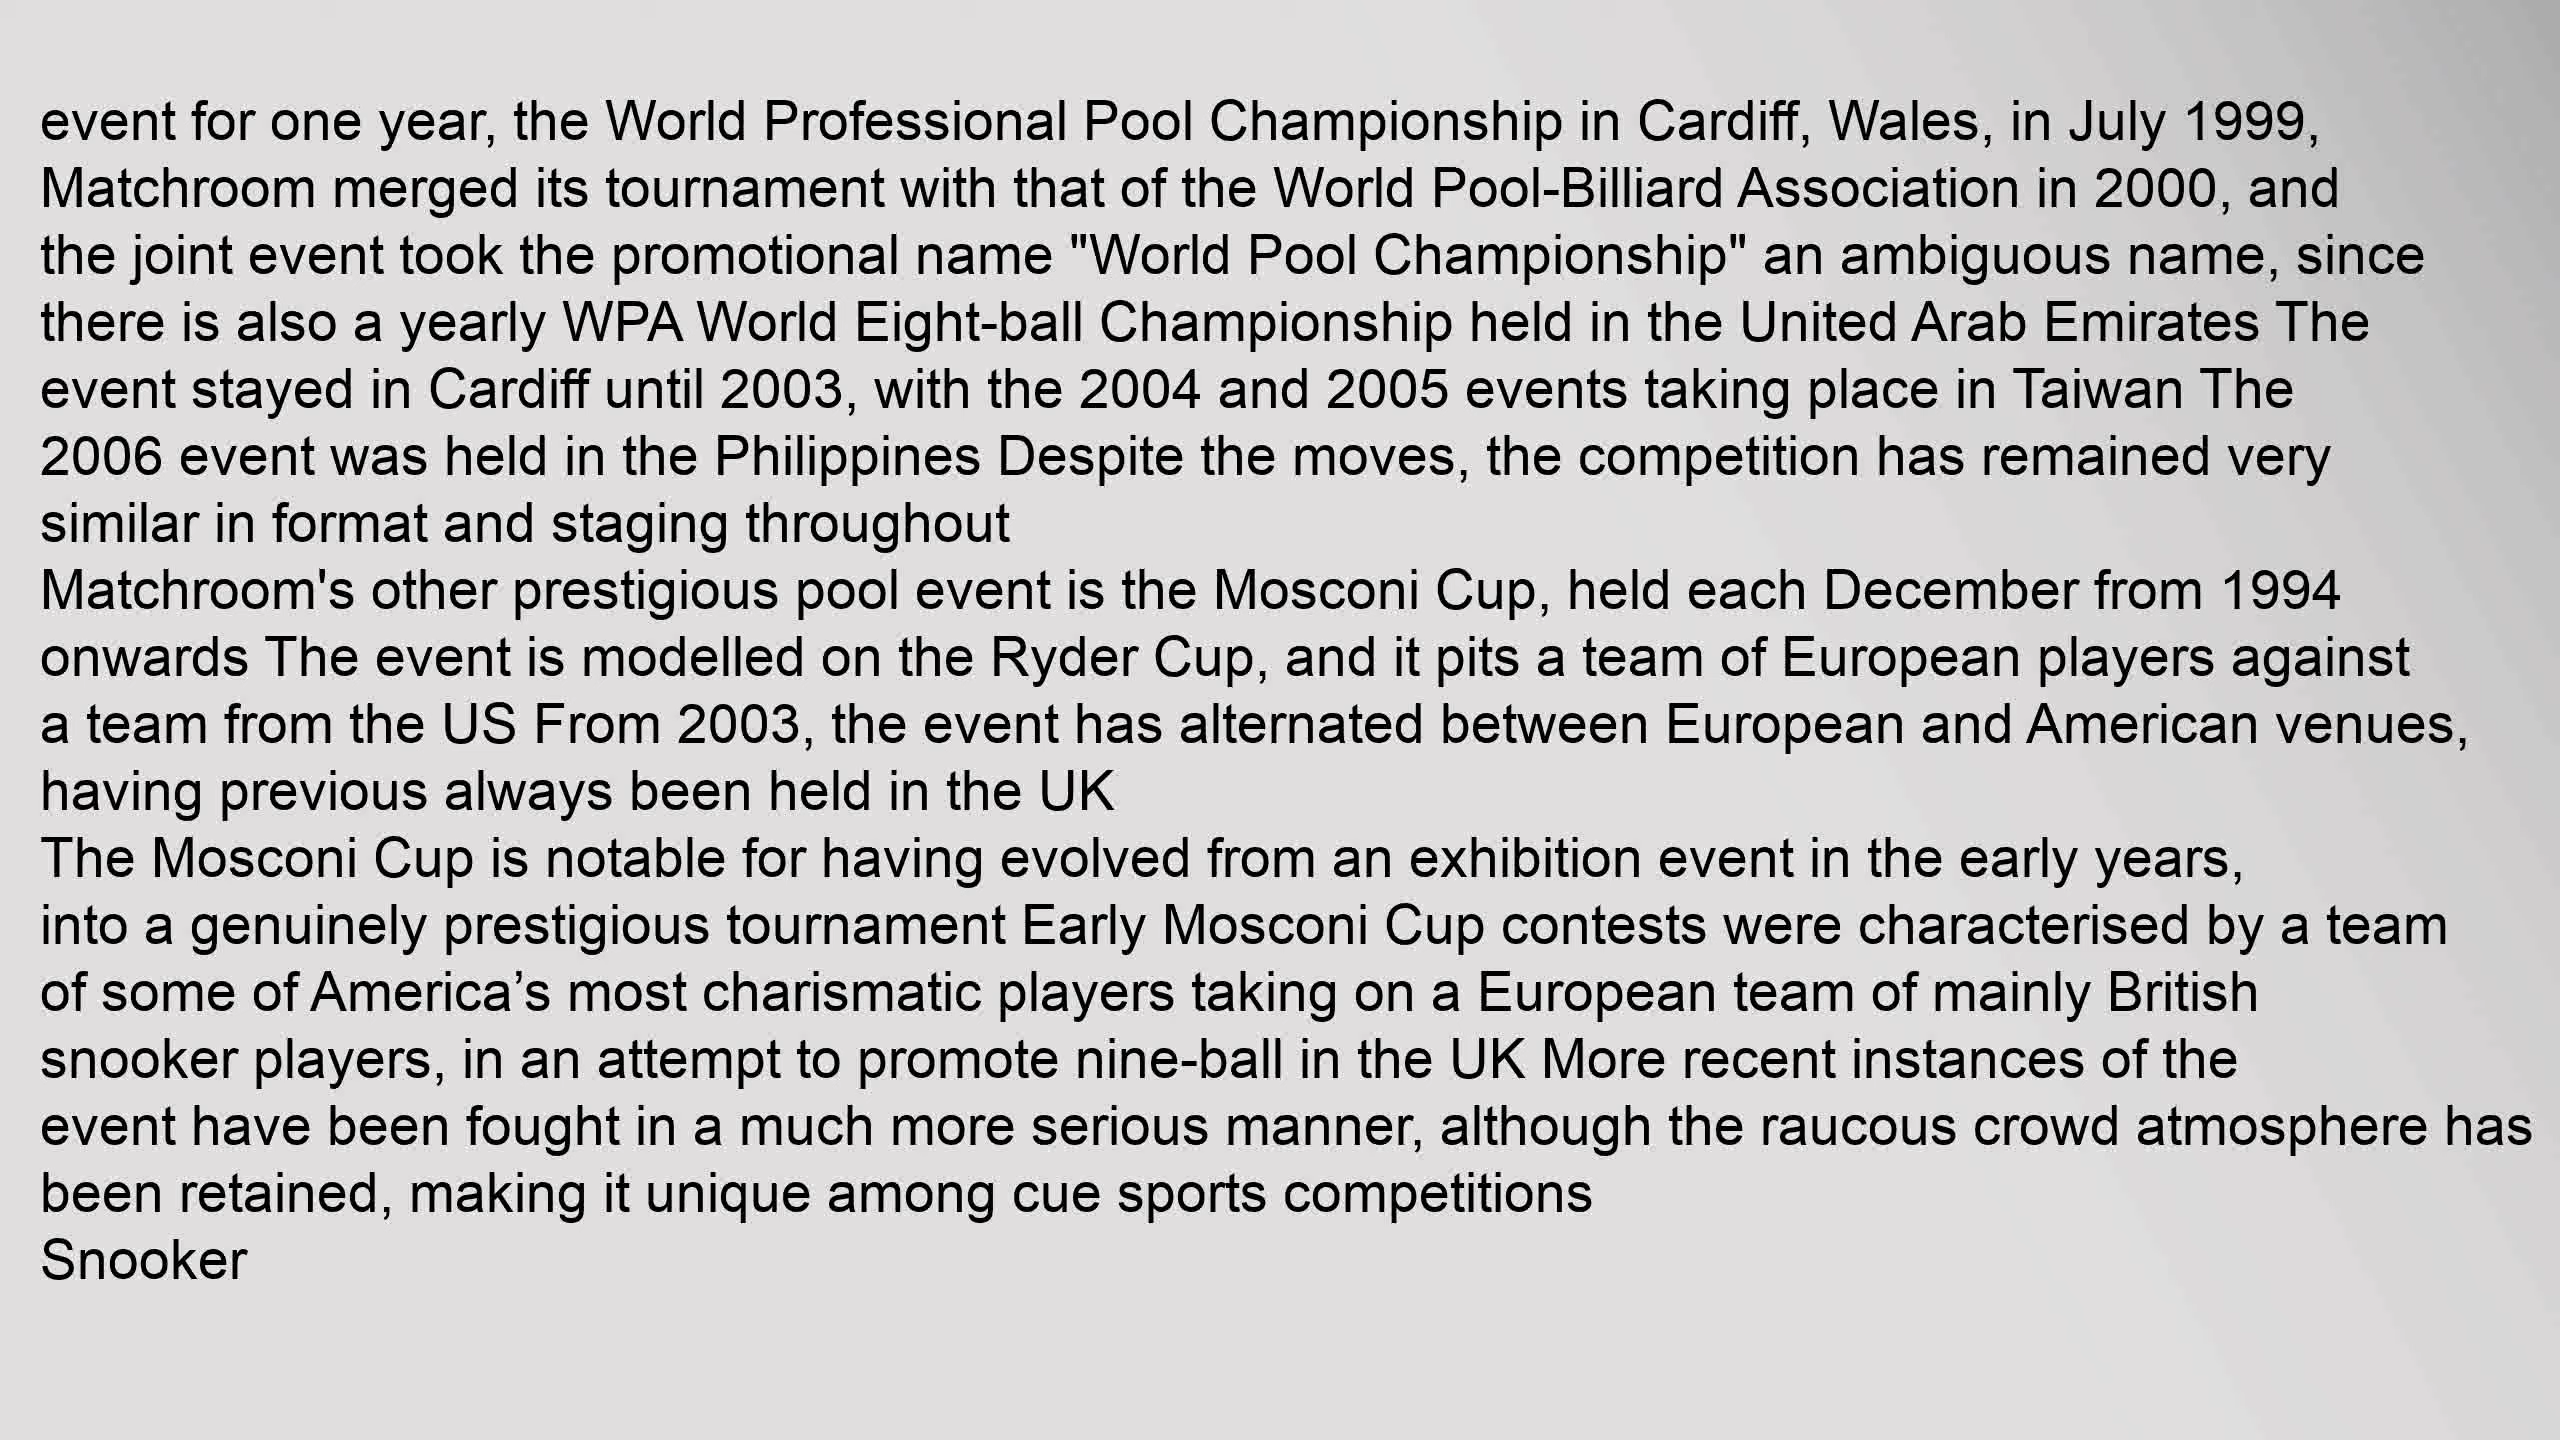 event for one year, the World Professional Pool Championship in Cardiff, Wales, in July 1999,
Matchroom merged its tournament with that of the World Pool-Billiard Association in 2000, and
the joint event took the promotional name "World Pool Championship" an ambiguous name, since
there is also a yearly WPA World Eight-ball Championship held in the United Arab Emirates The
event stayed in Cardiff until 2003, with the 2004 and 2005 events taking place in Taiwan The
2006 event was held in the Philippines Despite the moves, the competition has remained very
similar in format and staging throughout
Matchroom's other prestigious pool event is the Mosconi Cup, held each December from 1994
onwards The event is modelled on the Ryder Cup, and it pits a team of European players against
a team from the US From 2003, the event has alternated between European and American venues,
having previous always been held in the UK
The Mosconi Cup is notable for having evolved from an exhibition event in the early years,
into a genuinely prestigious tournament Early Mosconi Cup contests were characterised by a team
of some of America’s most charismatic players taking on a European team of mainly British
snooker players, in an attempt to promote nine-ball in the UK More recent instances of the
event have been fought in a much more serious manner, although the raucous crowd atmosphere has
been retained, making it unique among cue sports competitions
Snooker